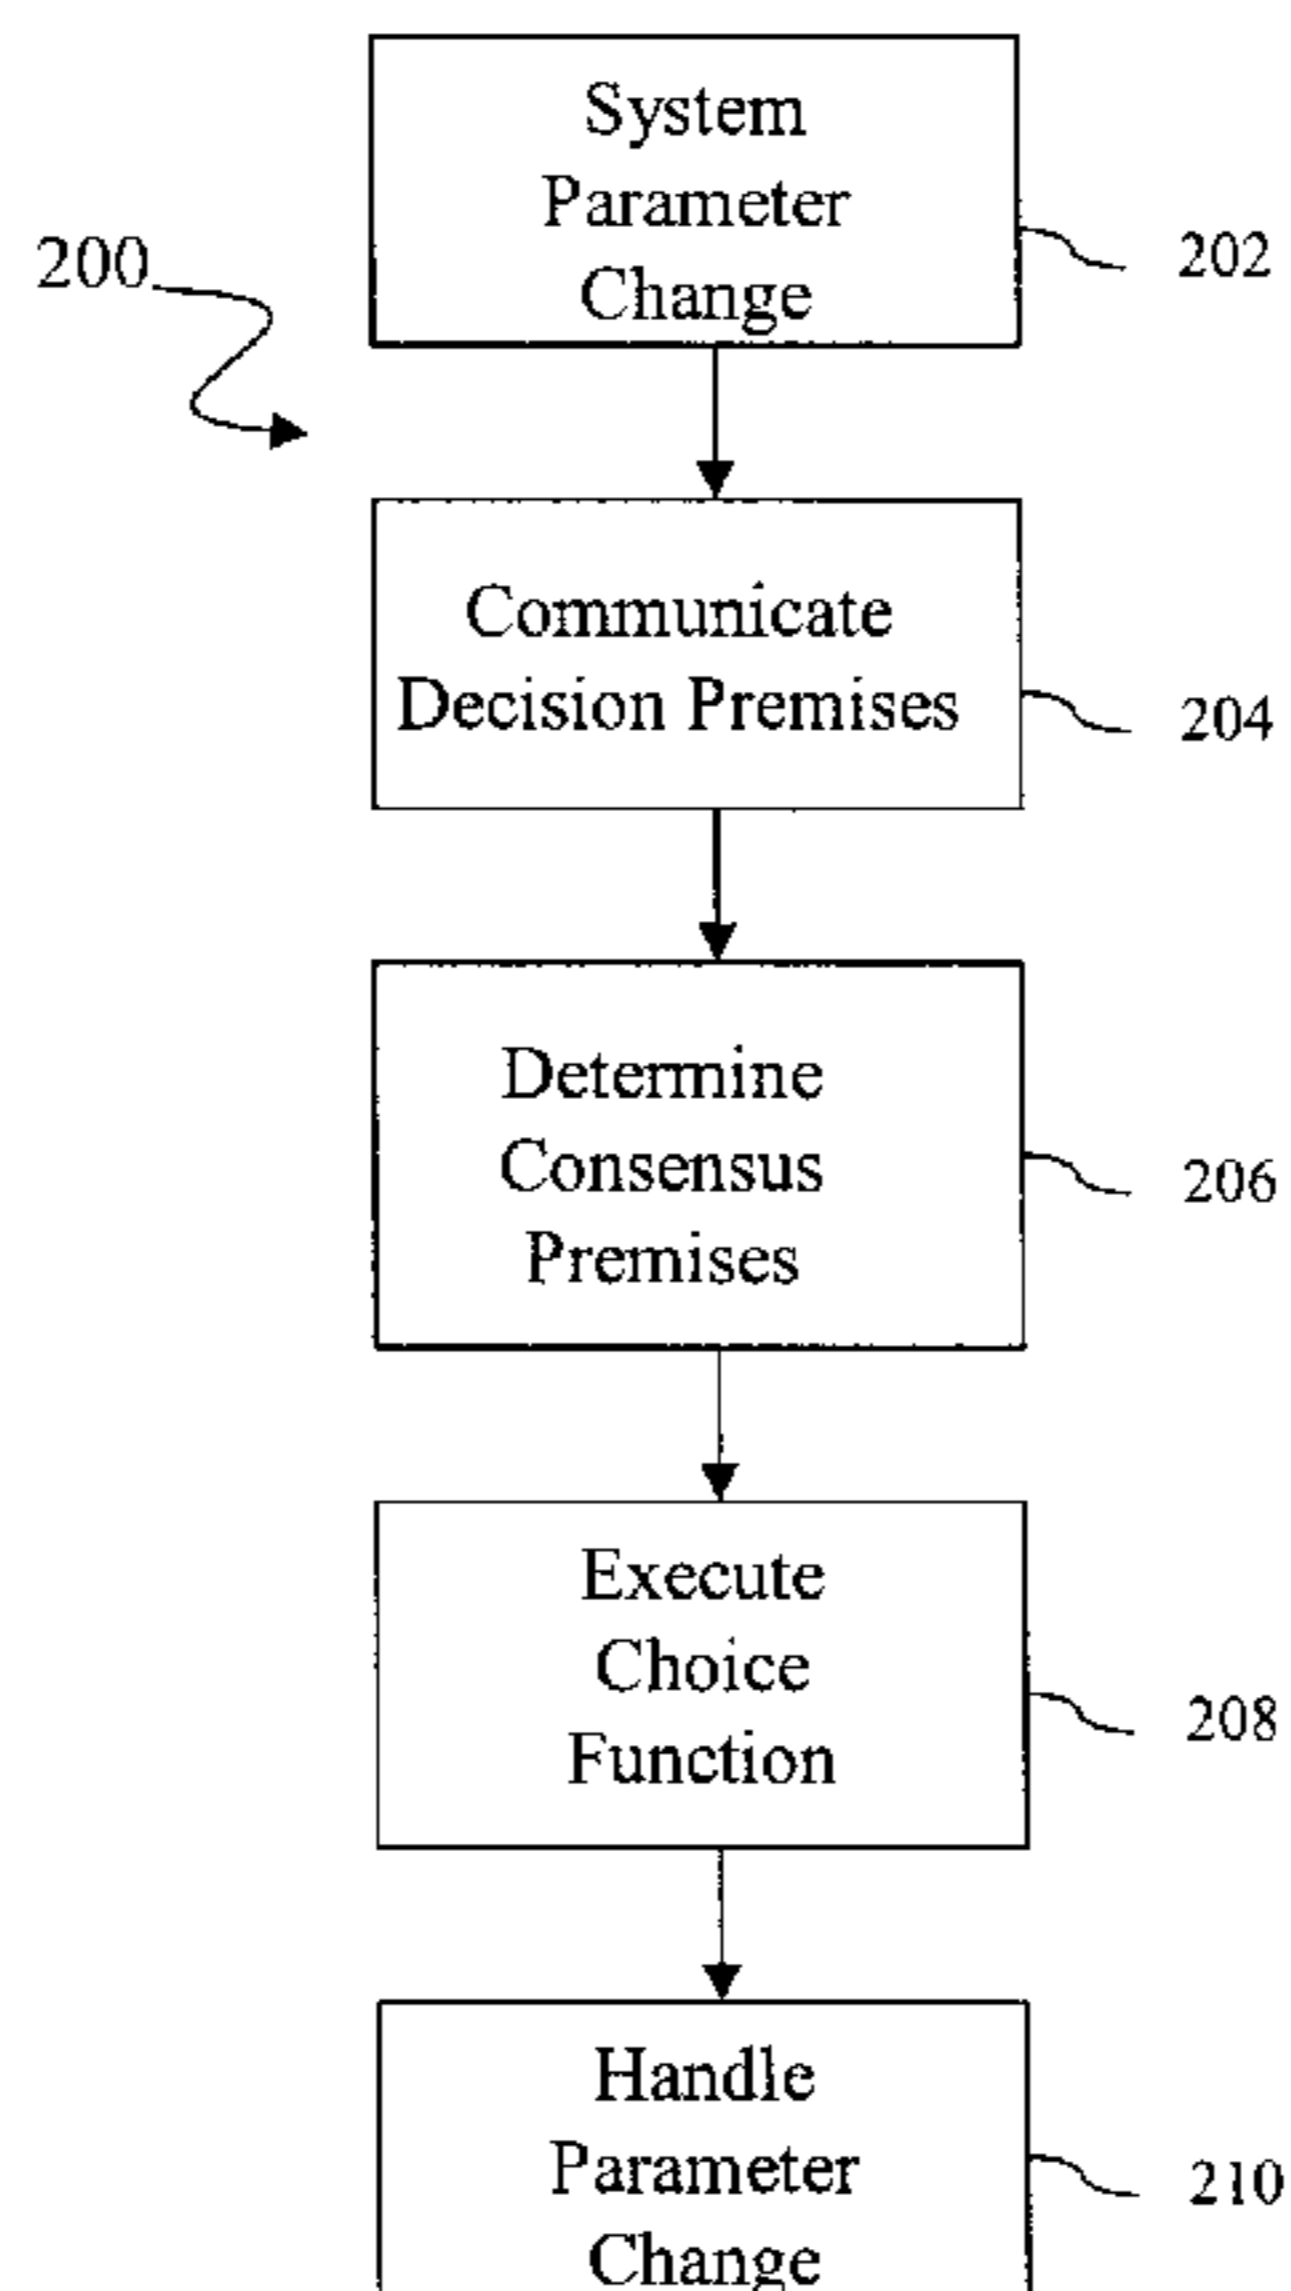 System
Parameter
Change
200
202
Communicate
Decision Premises
204
Determine
Consensus
Premises
206
Execute
Choice
Function
208
Handle
Parameter
Change
210